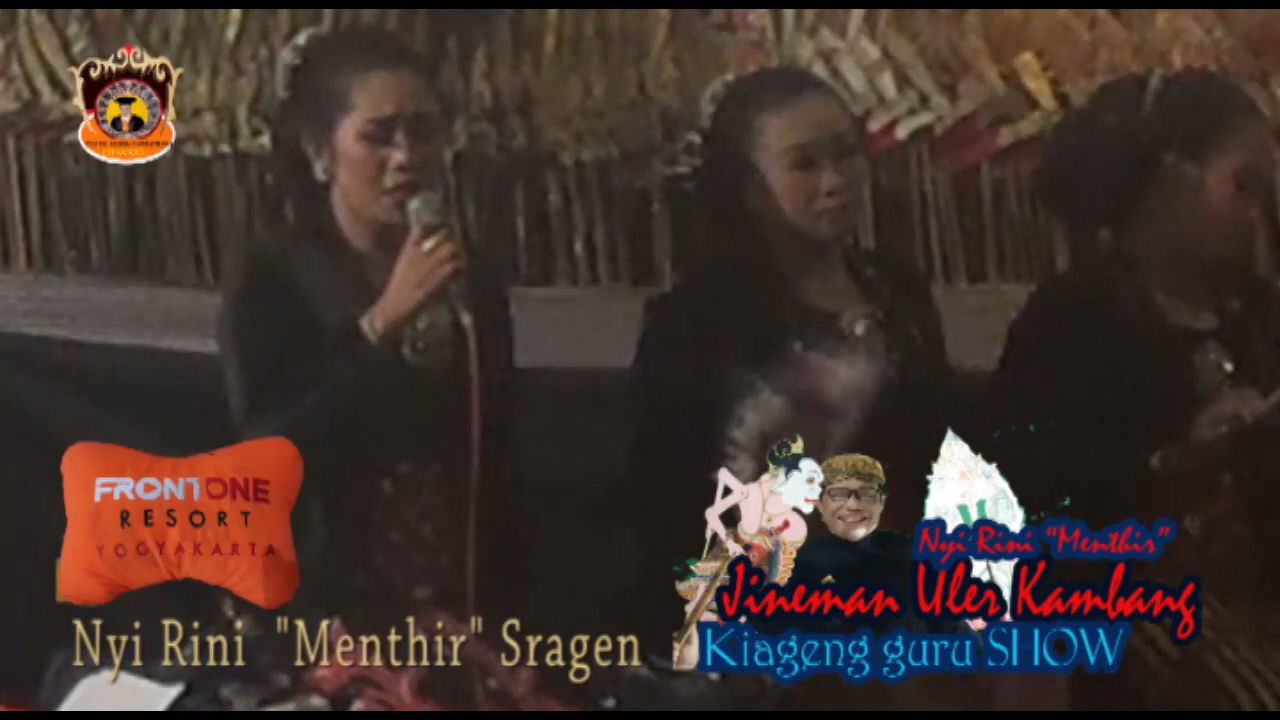 FRONTONE
RESORT
YOGYAKARTA
Nyi Rini "Menthir" Sragen
Nyi Rini "Menthir"
Jineman Uler Kambang
Kiageng guru SHOW